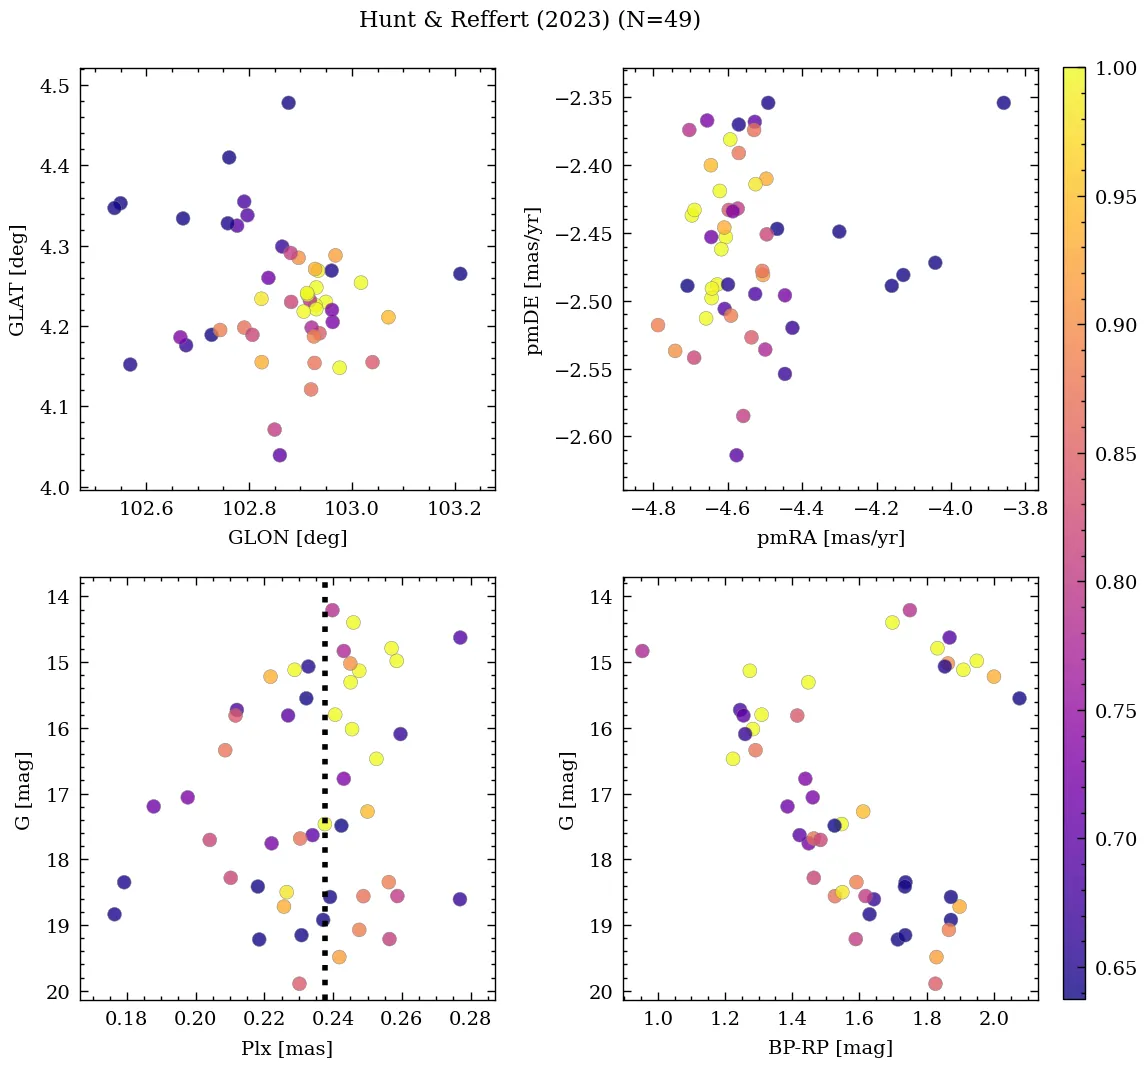 Hunt & Reffert (2023) (N=49)
4.5
4.4
4.3
4.2
4.1
4.0
GLAT [deg]
102.6 102.8 103.0 103.2
GLON [deg]
−2.35
−2.40
−2.45
−2.50
−2.55
−2.60
pmDE [mas/yr]
−4.8 −4.6 −4.4 −4.2 −4.0 −3.8
pmRA [mas/yr]
14
15
16
17
18
19
20
G [mag]
0.18 0.20 0.22 0.24 0.26 0.28
Plx [mas]
14
15
16
17
18
19
20
G [mag]
1.0 1.2 1.4 1.6 1.8 2.0
BP-RP [mag]
1.00
0.95
0.90
0.85
0.80
0.75
0.70
0.65